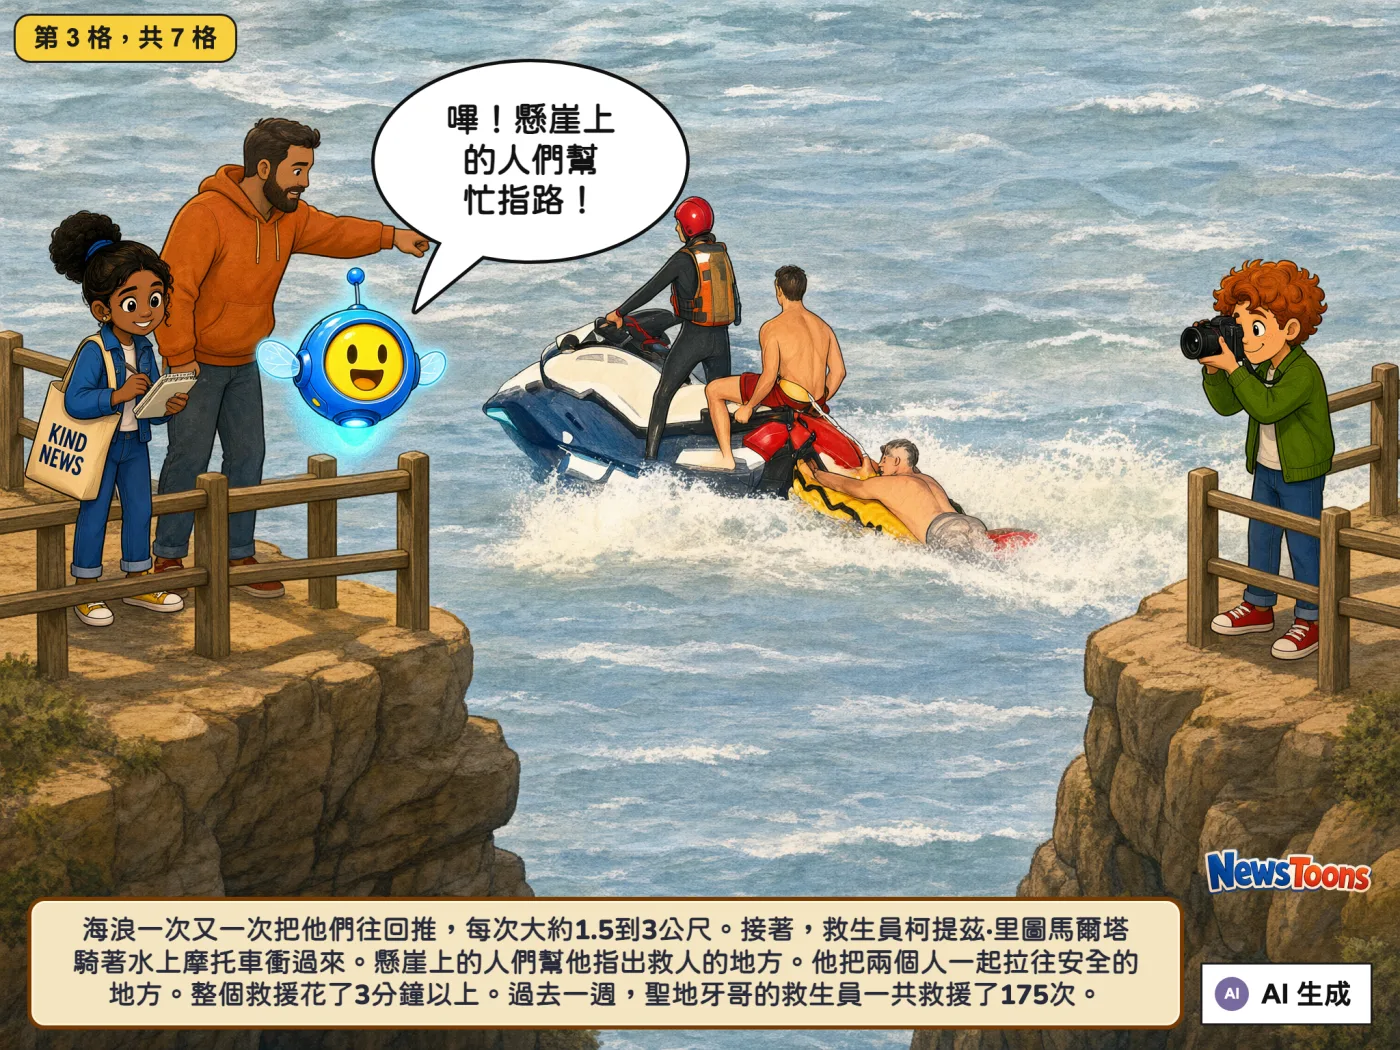 第 3 格，共 7 格
嗶！懸崖上
的人們幫
忙指路！
KIND
NEWS
NewsToons
海浪一次又一次把他們往回推，每次大約1.5到3公尺。接著，救生員柯提茲·里圖馬爾塔
騎著水上摩托車衝過來。懸崖上的人們幫他指出救人的地方。他把兩個人一起拉往安全的
地方。整個救援花了3分鐘以上。過去一週，聖地牙哥的救生員一共救援了175次。
AI AI 生成